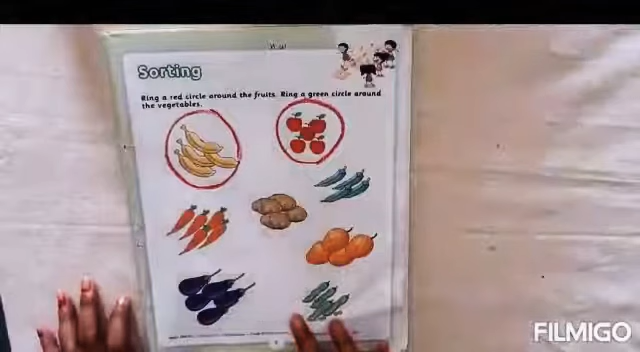 Sorting
Ring a red circle around the fruits. Ring a green circle around
the vegetables.
FILMIGO